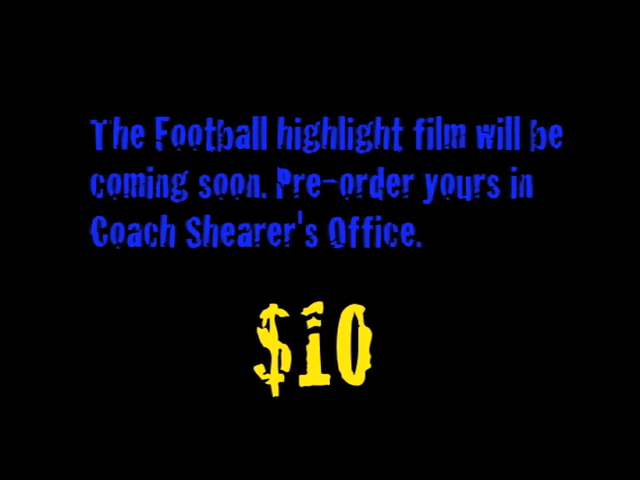 The Football highlight film will be
coming soon. Pre-order yours in
Coach Shearer's Office.
$10